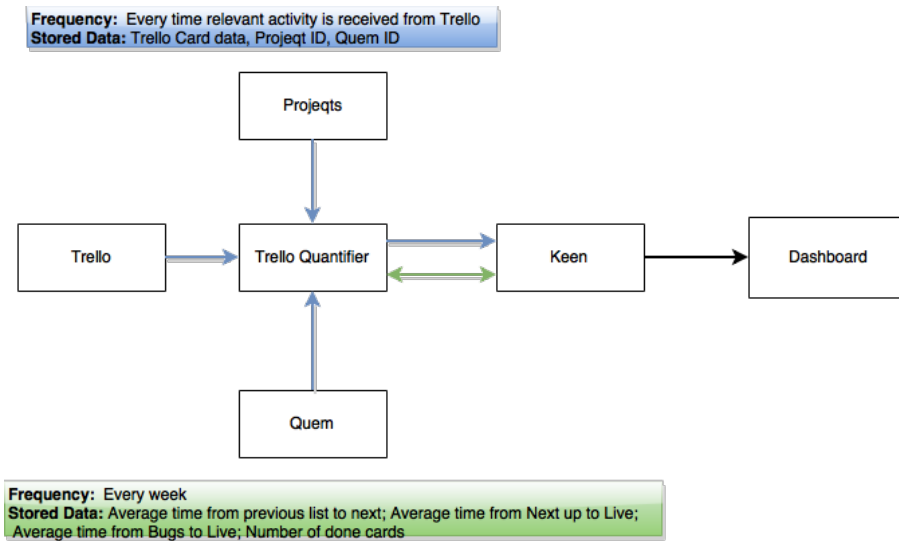 Frequency: Every time relevant activity is received from Trello
Stored Data: Trello Card data, Projeqt ID, Quem ID
Projeqts
Trello
Trello Quantifier
Keen
Dashboard
Quem
Frequency: Every week
Stored Data: Average time from previous list to next; Average time from Next up to Live;
Average time from Bugs to Live; Number of done cards